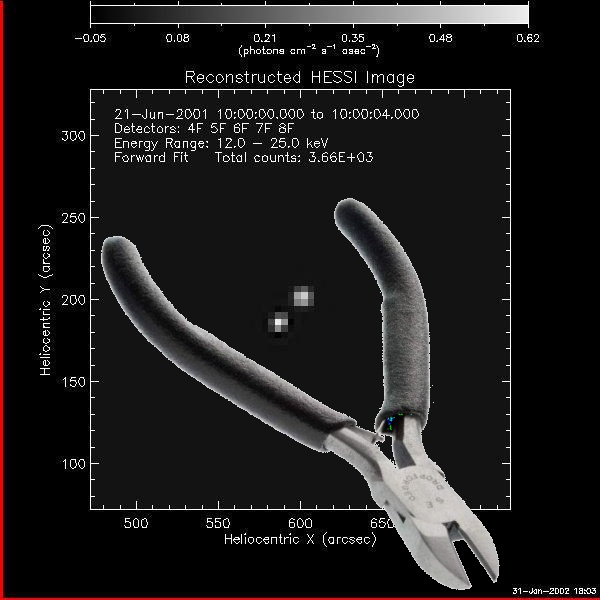 -0.05 0.08 0.21 0.35 0.48 0.62
(photons cm⁻² s⁻¹ asec⁻²)
Reconstructed HESSI Image
21-Jun-2001 10:00:00.000 to 10:00:04.000
Detectors: 4F 5F 6F 7F 8F
Energy Range: 12.0 - 25.0 keV
Forward Fit Total counts: 3.66E+03
300
250
200
150
100
Heliocentric Y (arcsec)
500 550 600
Heliocentric X (arcsec)
31-Jan-2002 18:03